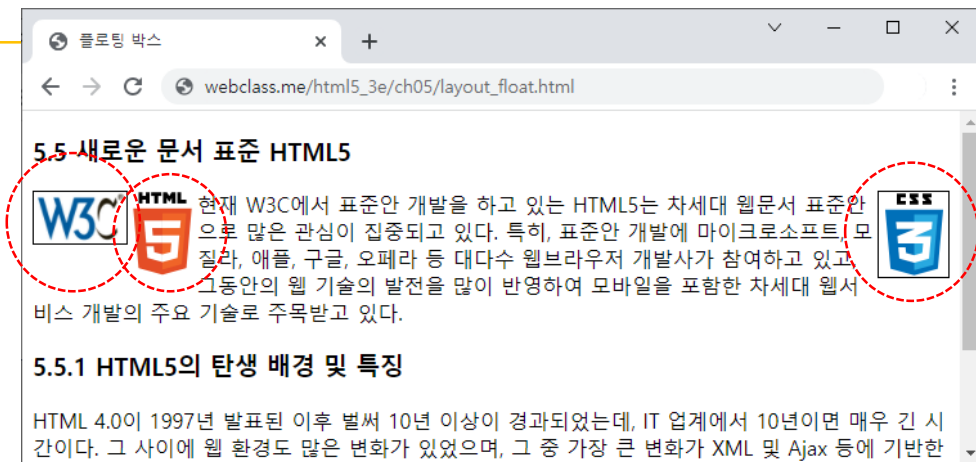 플로팅 박스
webclass.me/html5_3e/ch05/layout_float.html
5.5 새로운 문서 표준 HTML5
W3C
HTML
5
CSS
3
현재 W3C에서 표준안 개발을 하고 있는 HTML5는 차세대 웹문서 표준안
으로 많은 관심이 집중되고 있다. 특히, 표준안 개발에 마이크로소프트, 모
질라, 애플, 구글, 오페라 등 대다수 웹브라우저 개발사가 참여하고 있고
그동안의 웹 기술의 발전을 많이 반영하여 모바일을 포함한 차세대 웹서
비스 개발의 주요 기술로 주목받고 있다.
5.5.1 HTML5의 탄생 배경 및 특징
HTML 4.0이 1997년 발표된 이후 벌써 10년 이상이 경과되었는데, IT 업계에서 10년이면 매우 긴 시
간이다. 그 사이에 웹 환경도 많은 변화가 있었으며, 그 중 가장 큰 변화가 XML 및 Ajax 등에 기반한